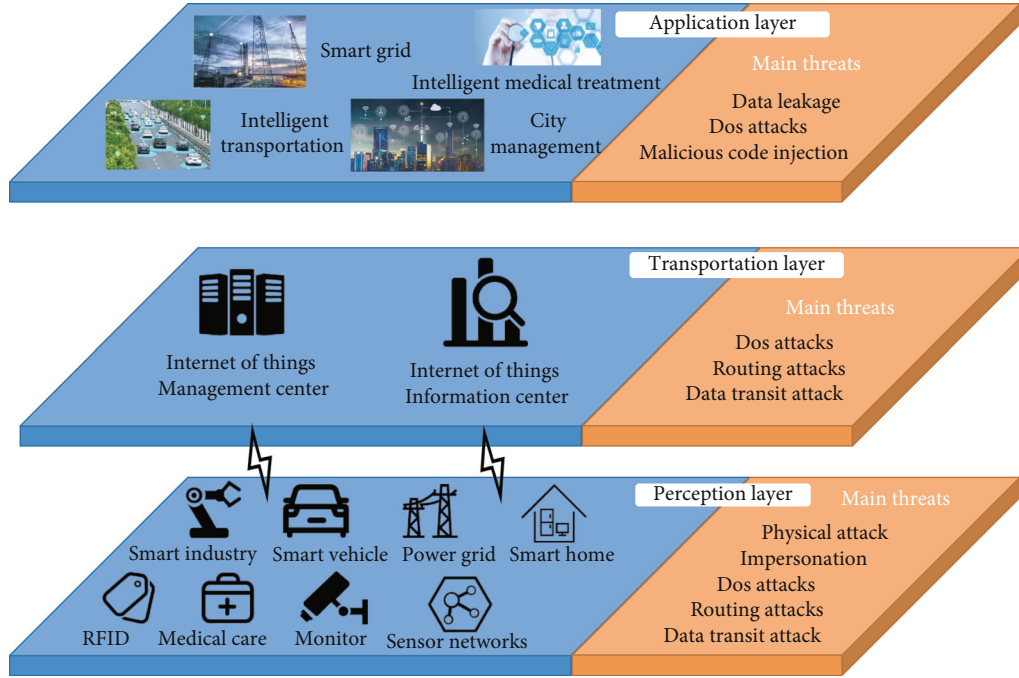 Application layer
Smart grid
Intelligent medical treatment
Intelligent
transportation
City
management
Main threats
Data leakage
Dos attacks
Malicious code injection
Transportation layer
Internet of things
Management center
Internet of things
Information center
Main threats
Dos attacks
Routing attacks
Data transit attack
Perception layer
Smart industry
Smart vehicle
Power grid
Smart home
RFID
Medical care
Monitor
Sensor networks
Main threats
Physical attack
Impersonation
Dos attacks
Routing attacks
Data transit attack